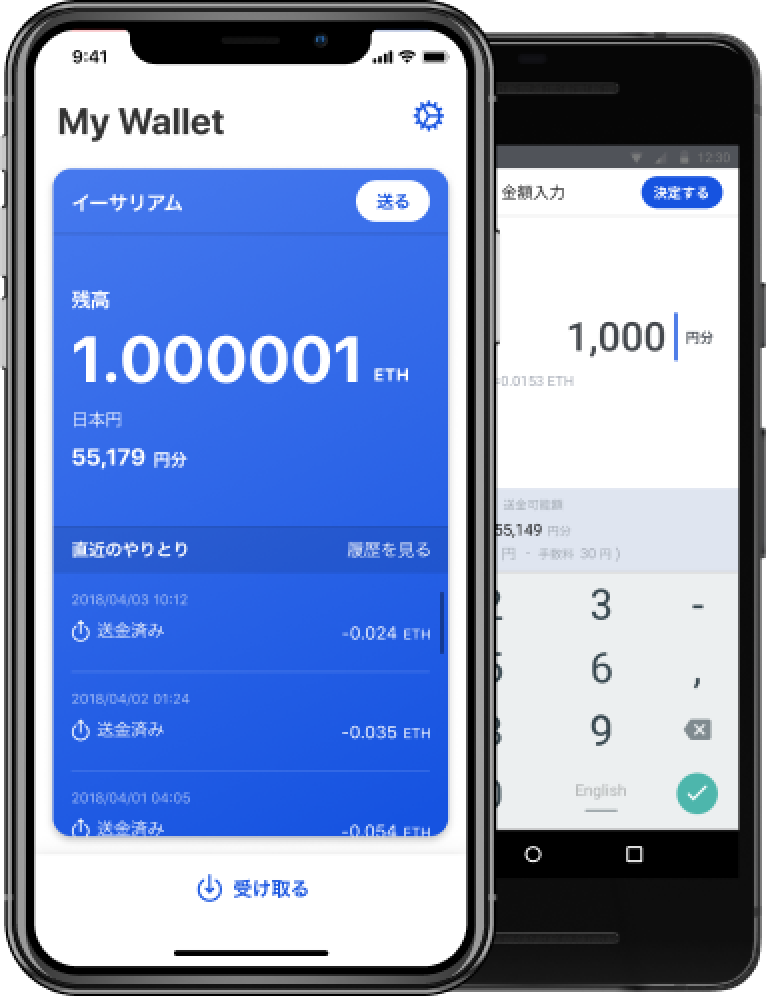 9:41
My Wallet
イーサリアム
送る
残高
1.000001 ETH
日本円
55,179 円分
直近のやりとり
履歴を見る
2018/04/03 10:12
送金済み
-0.024 ETH
2018/04/02 01:24
送金済み
-0.035 ETH
2018/04/01 04:05
送金済み
-0.054 ETH
受け取る
12:30
金額入力
決定する
1,000 円分
=0.0153 ETH
送金可能額
55,149 円分
円 - 手数料 30 円 )
3 -
6 ,
9
English